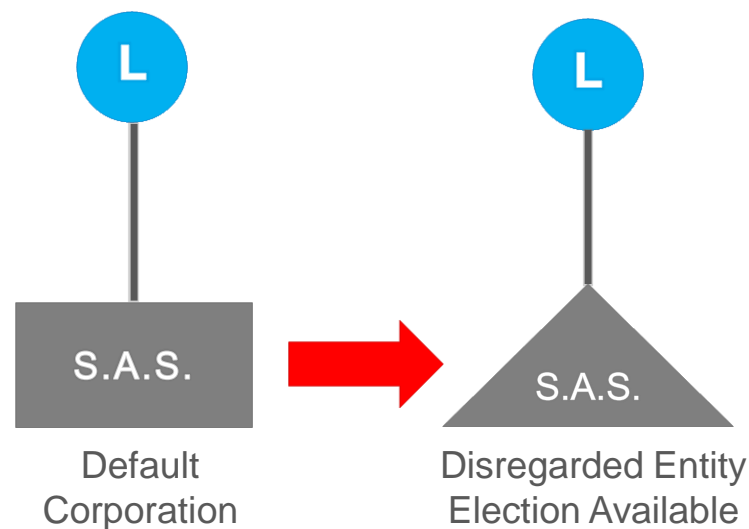 L
S.A.S.
Default
Corporation
L
S.A.S.
Disregarded Entity
Election Available